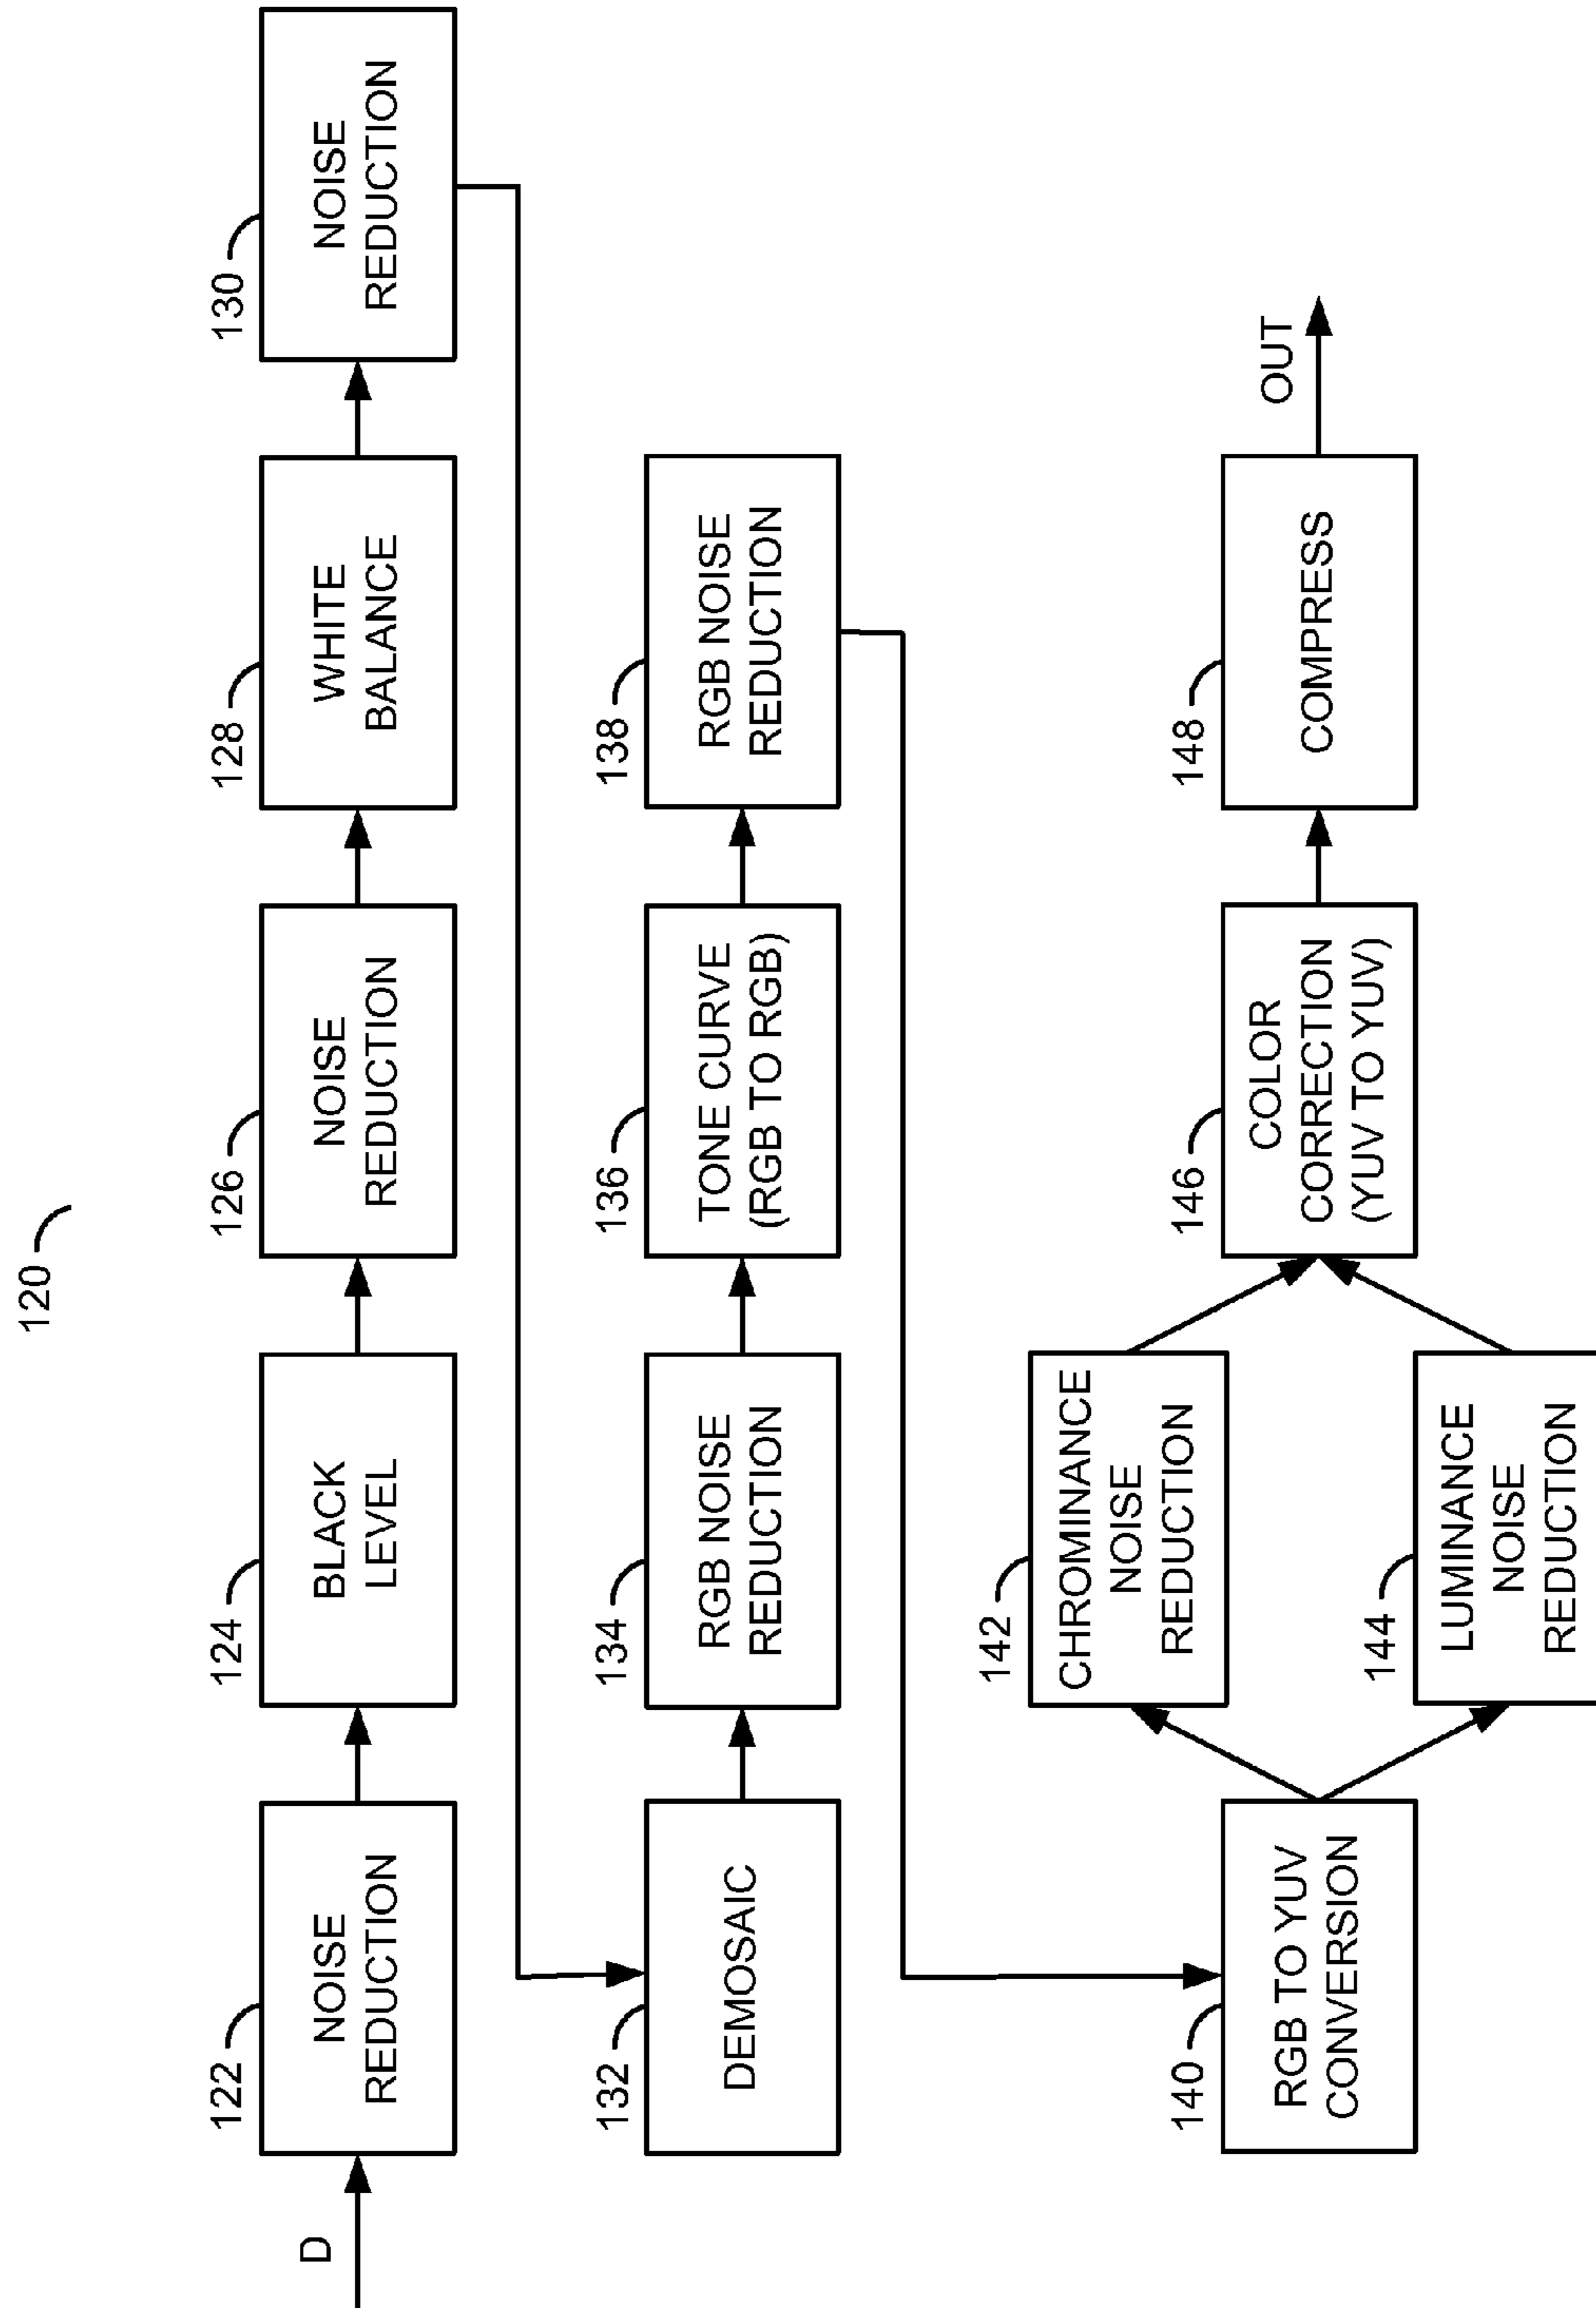 120
D
122
NOISE
REDUCTION
124
BLACK
LEVEL
126
NOISE
REDUCTION
128
WHITE
BALANCE
130
NOISE
REDUCTION
132
DEMOSAIC
134
RGB NOISE
REDUCTION
136
TONE CURVE
(RGB TO RGB)
138
RGB NOISE
REDUCTION
140
RGB TO YUV
CONVERSION
142
CHROMINANCE
NOISE
REDUCTION
144
LUMINANCE
NOISE
REDUCTION
146
COLOR
CORRECTION
(YUV TO YUV)
148
COMPRESS
OUT